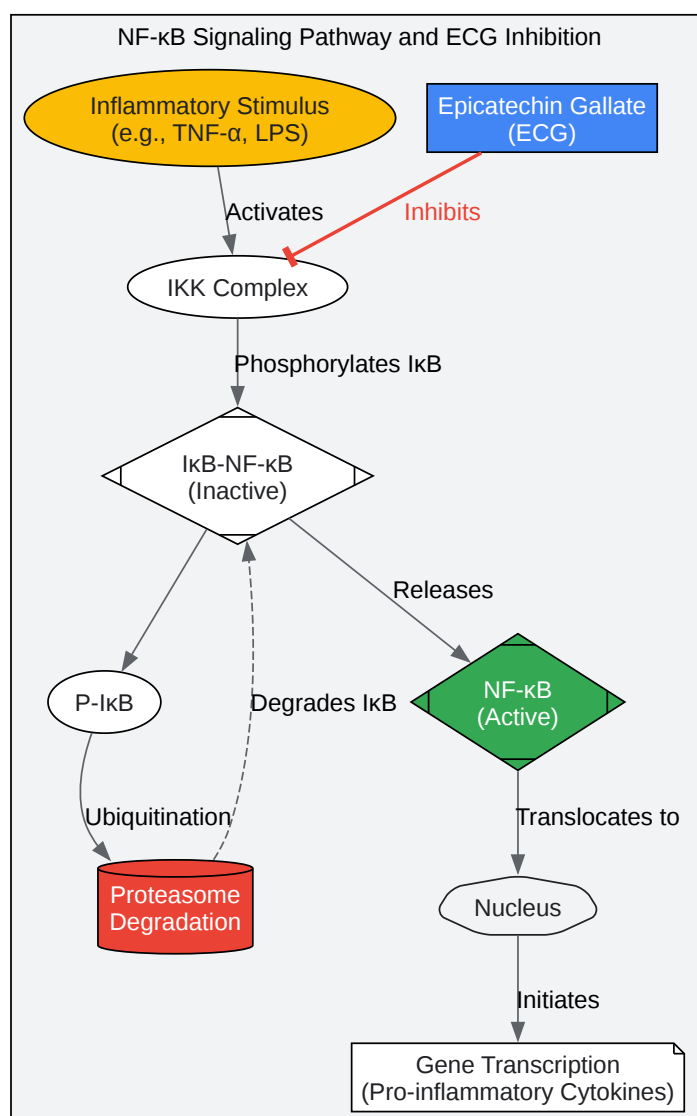 NF-κB Signaling Pathway and ECG Inhibition
Inflammatory Stimulus
(e.g., TNF-α, LPS)
Epicatechin Gallate
(ECG)
Activates
Inhibits
IKK Complex
Phosphorylates IκB
IκB-NF-κB
(Inactive)
Releases
P-IκB
Degrades IκB
NF-κB
(Active)
Ubiquitination
Translocates to
Proteasome
Degradation
Nucleus
Initiates
Gene Transcription
(Pro-inflammatory Cytokines)